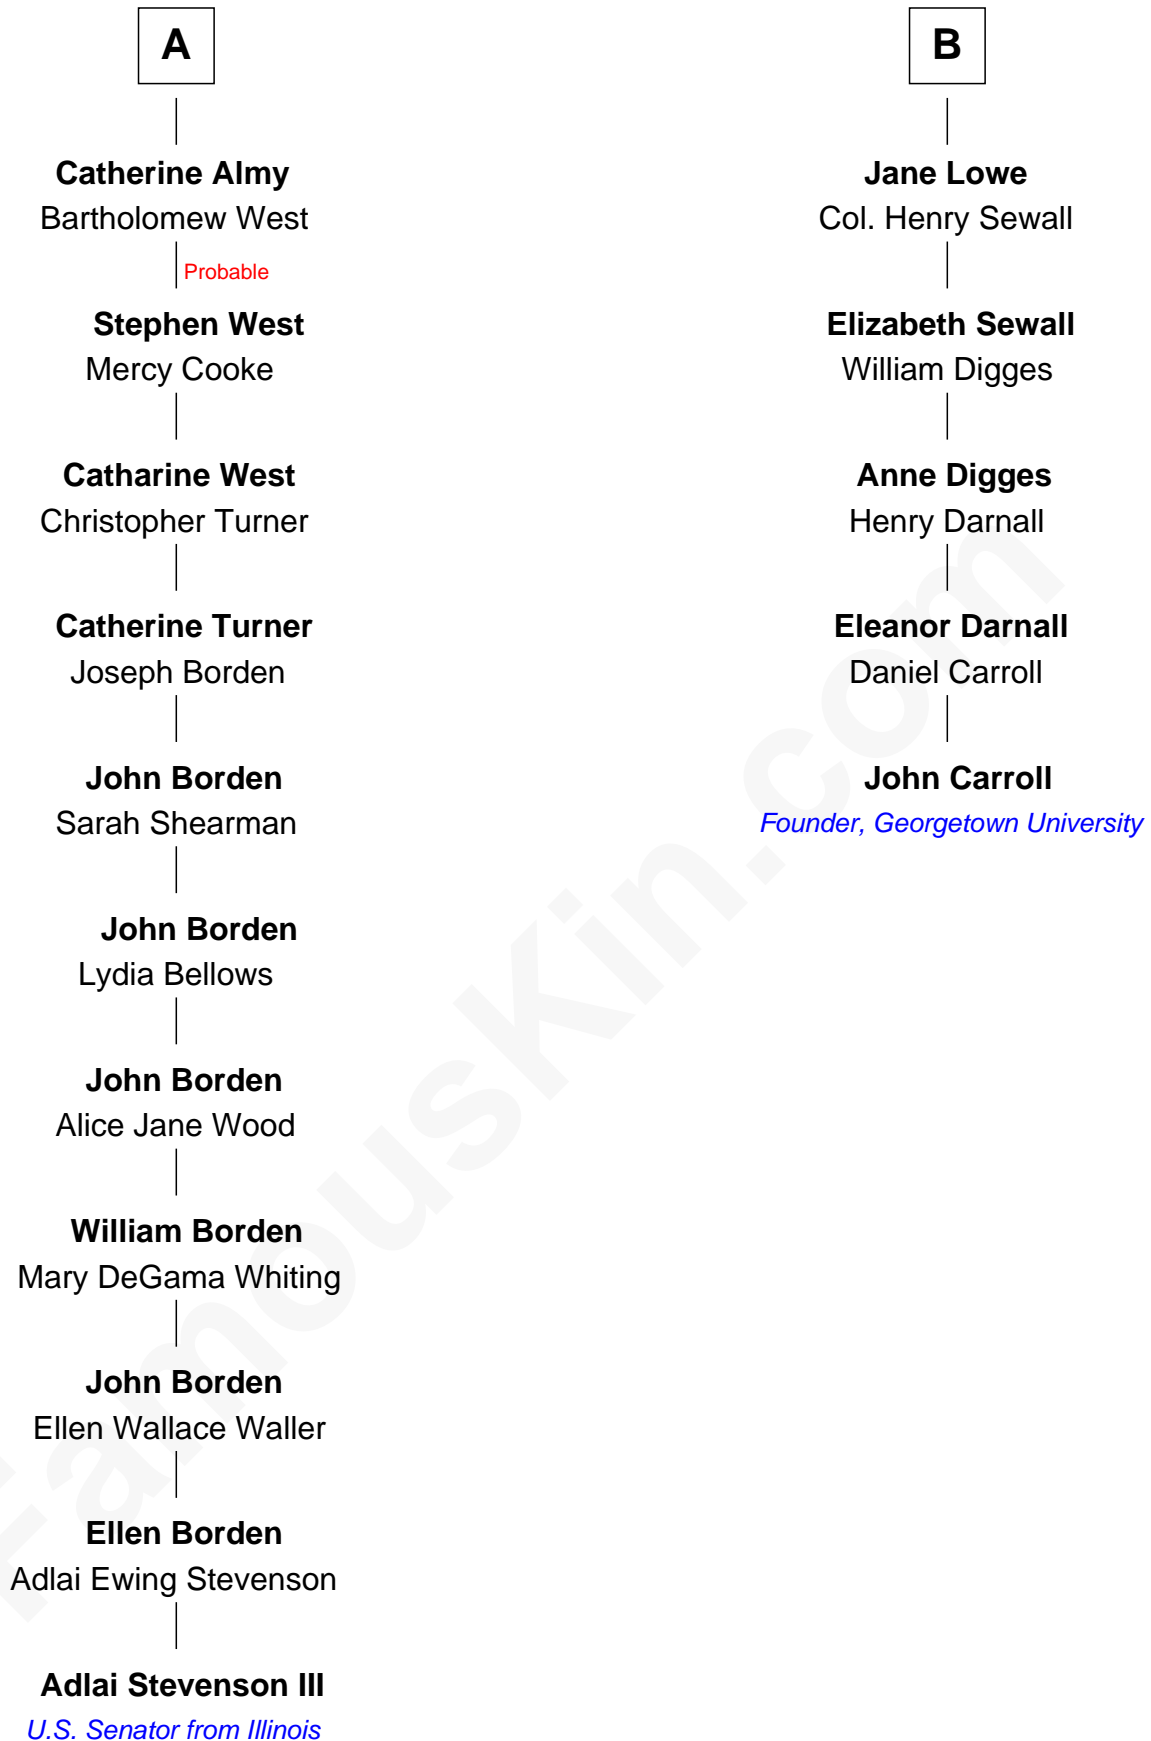 A
Catherine Almy
Bartholomew West
Probable
Stephen West
Mercy Cooke
Catharine West
Christopher Turner
Catherine Turner
Joseph Borden
John Borden
Sarah Shearman
John Borden
Lydia Bellows
John Borden
Alice Jane Wood
William Borden
Mary DeGama Whiting
John Borden
Ellen Wallace Waller
Ellen Borden
Adlai Ewing Stevenson
Adlai Stevenson III
U.S. Senator from Illinois
B
Jane Lowe
Col. Henry Sewall
Elizabeth Sewall
William Digges
Anne Digges
Henry Darnall
Eleanor Darnall
Daniel Carroll
John Carroll
Founder, Georgetown University
FamousKin.com